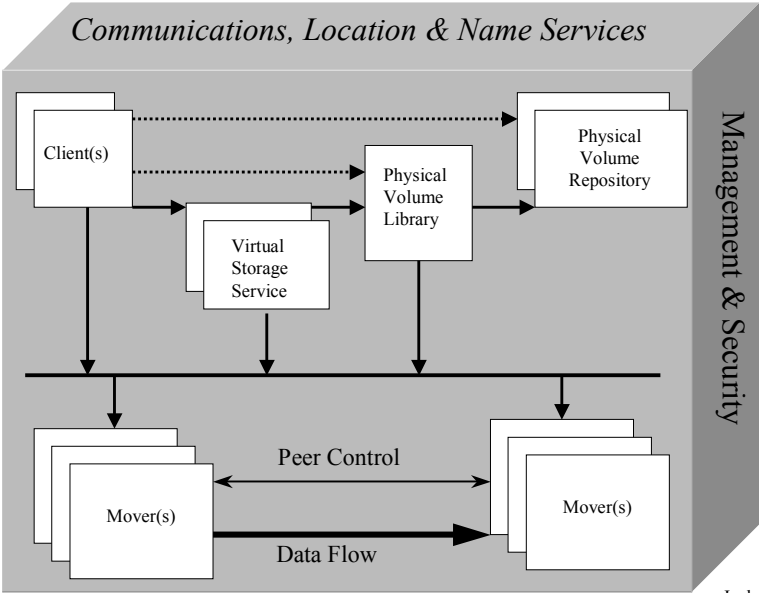 Communications, Location & Name Services
Management & Security
Client(s)
Physical
Volume
Repository
Physical
Volume
Library
Virtual
Storage
Service
Peer Control
Mover(s)
Mover(s)
Data Flow